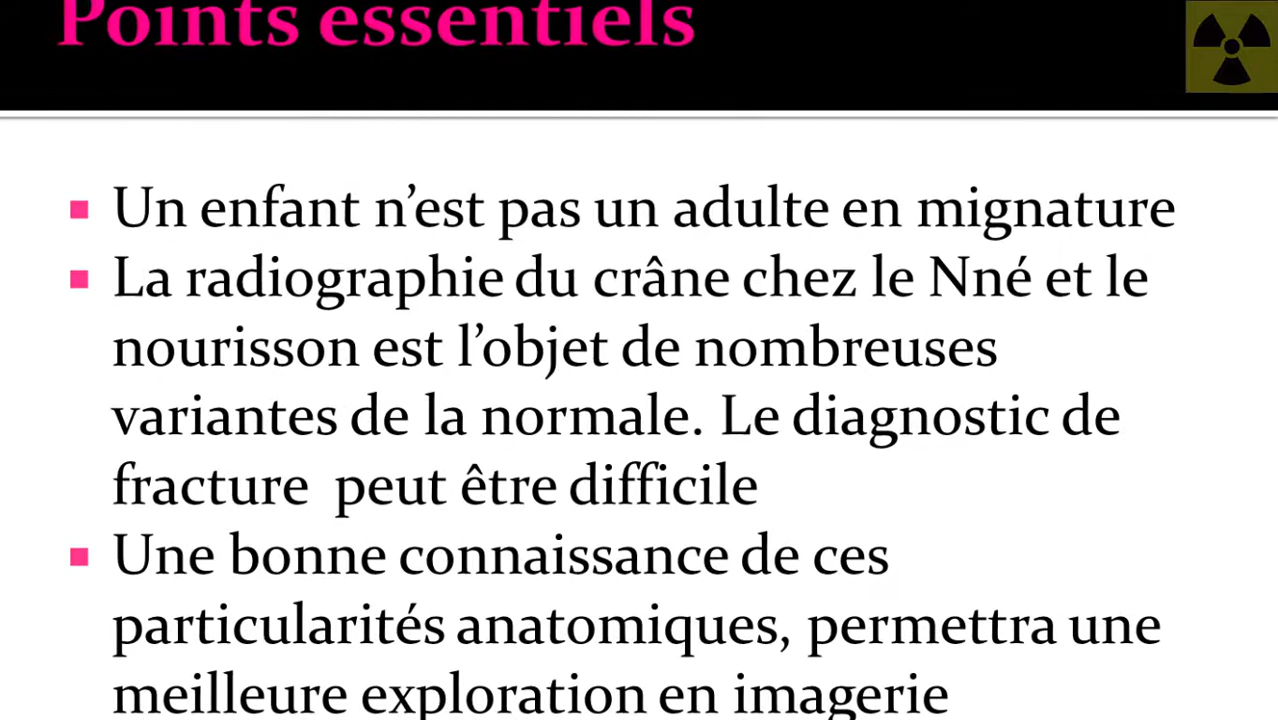 Points essentiels
Un enfant n’est pas un adulte en mignature
La radiographie du crâne chez le Nné et le
nourisson est l’objet de nombreuses
variantes de la normale. Le diagnostic de
fracture  peut être difficile
Une bonne connaissance de ces
particularités anatomiques, permettra une
meilleure exploration en imagerie